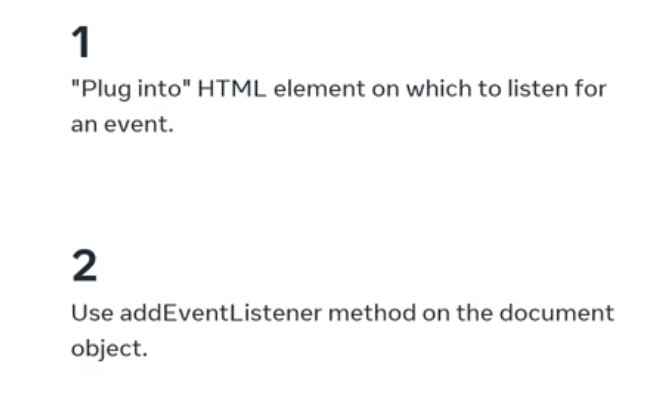 1
"Plug into" HTML element on which to listen for
an event.
2
Use addEventListener method on the document
object.